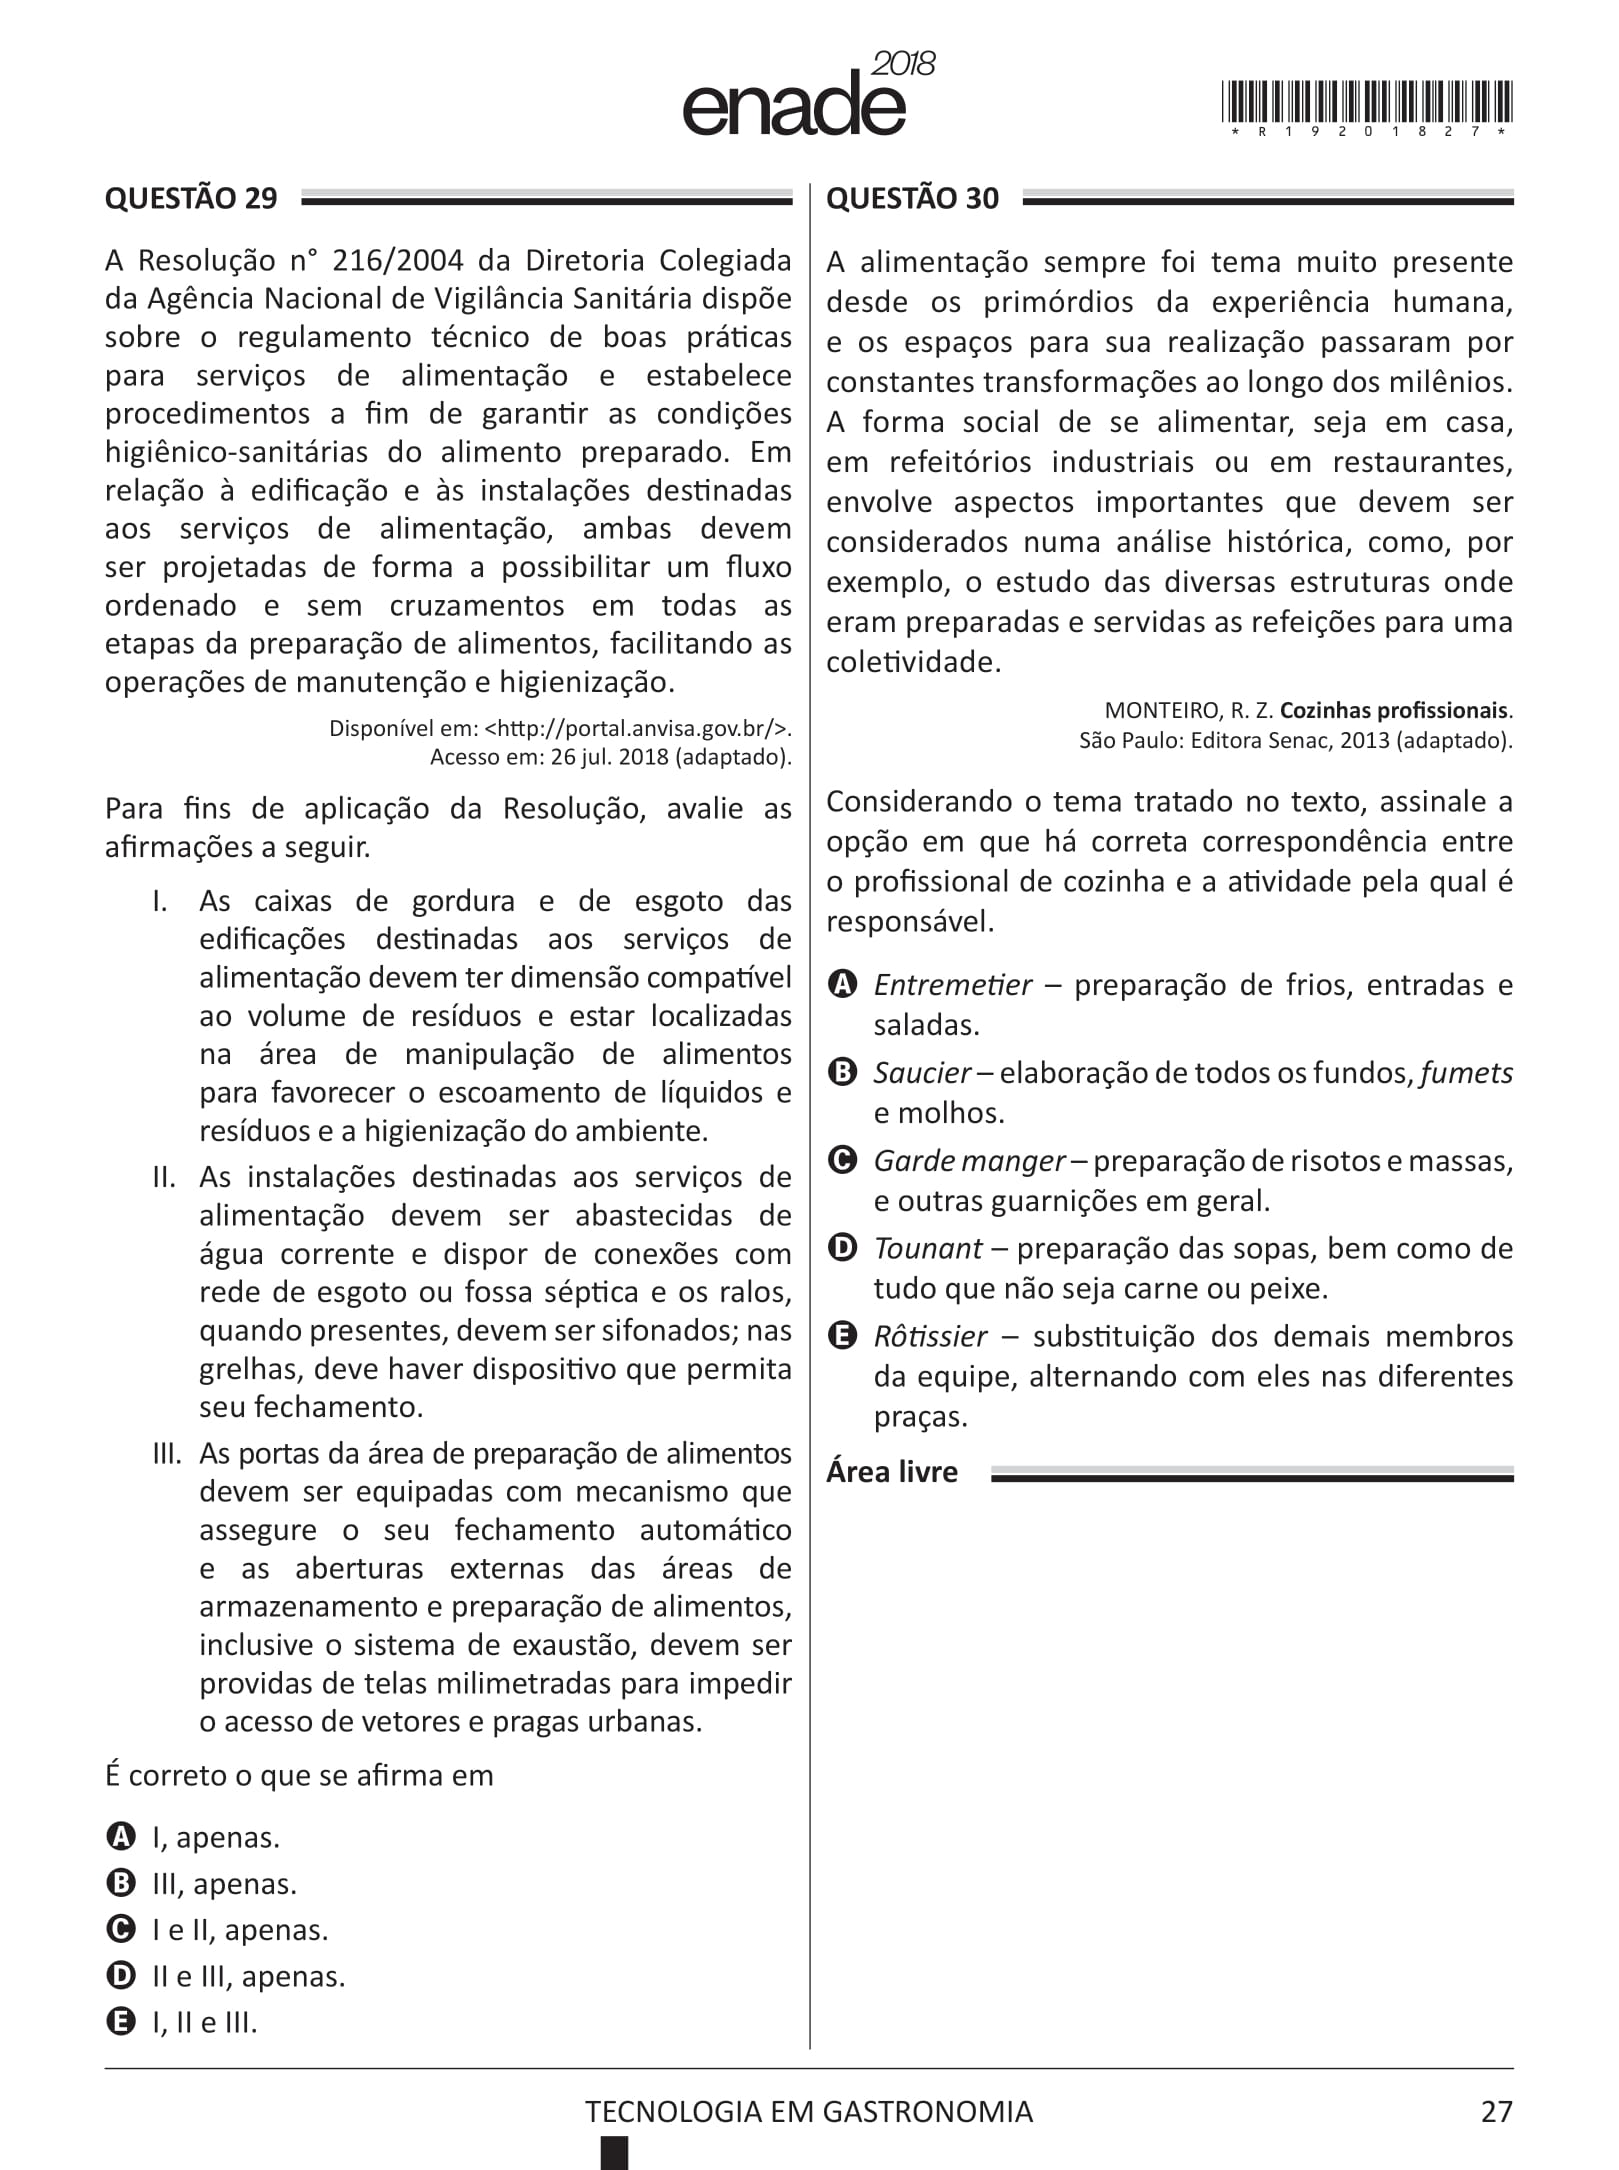 enade 2018
*R19201827*
QUESTÃO 29
A Resolução n° 216/2004 da Diretoria Colegiada
da Agência Nacional de Vigilância Sanitária dispõe
sobre o regulamento técnico de boas práticas
para serviços de alimentação e estabelece
procedimentos a fim de garantir as condições
higiênico-sanitárias do alimento preparado. Em
relação à edificação e às instalações destinadas
aos serviços de alimentação, ambas devem
ser projetadas de forma a possibilitar um fluxo
ordenado e sem cruzamentos em todas as
etapas da preparação de alimentos, facilitando as
operações de manutenção e higienização.
Disponível em: <http://portal.anvisa.gov.br/>.
Acesso em: 26 jul. 2018 (adaptado).
Para fins de aplicação da Resolução, avalie as
afirmações a seguir.
I. As caixas de gordura e de esgoto das
edificações destinadas aos serviços de
alimentação devem ter dimensão compatível
ao volume de resíduos e estar localizadas
na área de manipulação de alimentos
para favorecer o escoamento de líquidos e
resíduos e a higienização do ambiente.
II. As instalações destinadas aos serviços de
alimentação devem ser abastecidas de
água corrente e dispor de conexões com
rede de esgoto ou fossa séptica e os ralos,
quando presentes, devem ser sifonados; nas
grelhas, deve haver dispositivo que permita
seu fechamento.
III. As portas da área de preparação de alimentos
devem ser equipadas com mecanismo que
assegure o seu fechamento automático
e as aberturas externas das áreas de
armazenamento e preparação de alimentos,
inclusive o sistema de exaustão, devem ser
providas de telas milimetradas para impedir
o acesso de vetores e pragas urbanas.
É correto o que se afirma em
A I, apenas.
B III, apenas.
C I e II, apenas.
D II e III, apenas.
E I, II e III.
QUESTÃO 30
A alimentação sempre foi tema muito presente
desde os primórdios da experiência humana,
e os espaços para sua realização passaram por
constantes transformações ao longo dos milênios.
A forma social de se alimentar, seja em casa,
em refeitórios industriais ou em restaurantes,
envolve aspectos importantes que devem ser
considerados numa análise histórica, como, por
exemplo, o estudo das diversas estruturas onde
eram preparadas e servidas as refeições para uma
coletividade.
MONTEIRO, R. Z. Cozinhas profissionais.
São Paulo: Editora Senac, 2013 (adaptado).
Considerando o tema tratado no texto, assinale a
opção em que há correta correspondência entre
o profissional de cozinha e a atividade pela qual é
responsável.
A Entremetier – preparação de frios, entradas e
saladas.
B Saucier – elaboração de todos os fundos, fumets
e molhos.
C Garde manger – preparação de risotos e massas,
e outras guarnições em geral.
D Tounant – preparação das sopas, bem como de
tudo que não seja carne ou peixe.
E Rôtissier – substituição dos demais membros
da equipe, alternando com eles nas diferentes
praças.
Área livre
TECNOLOGIA EM GASTRONOMIA
27